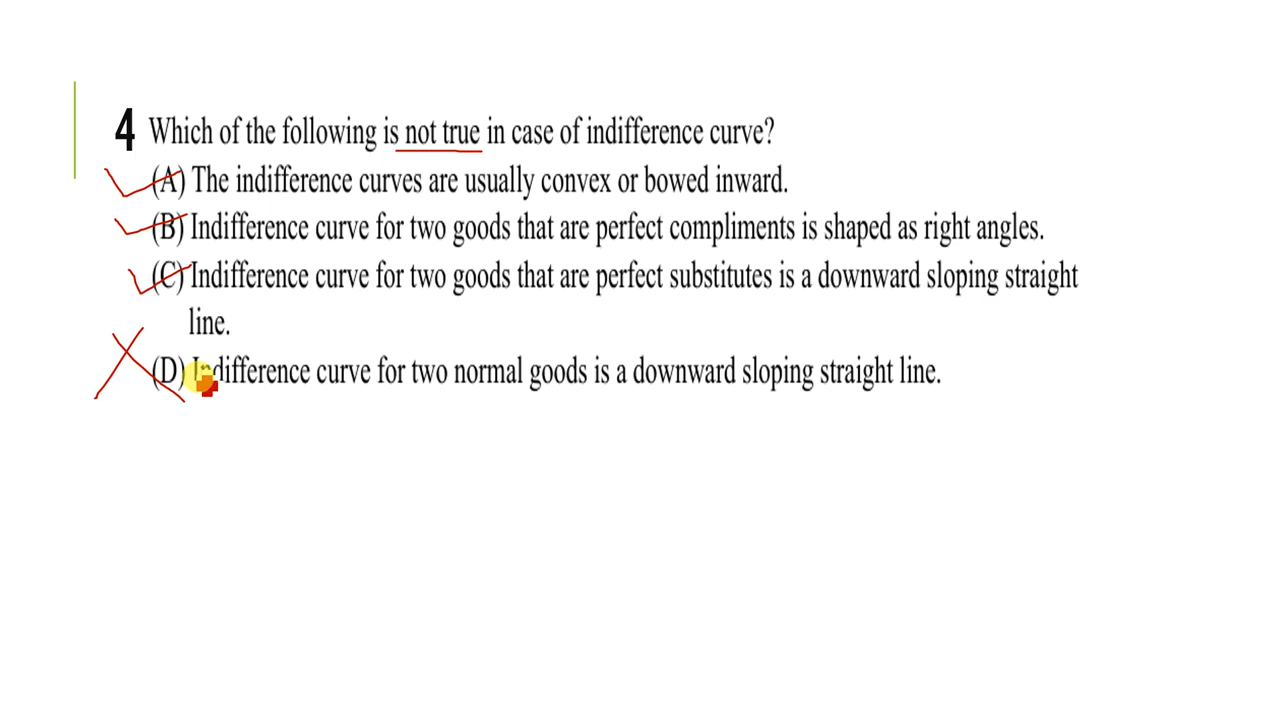 4 Which of the following is not true in case of indifference curve?
(A) The indifference curves are usually convex or bowed inward.
(B) Indifference curve for two goods that are perfect compliments is shaped as right angles.
(C) Indifference curve for two goods that are perfect substitutes is a downward sloping straight
line.
(D) Indifference curve for two normal goods is a downward sloping straight line.